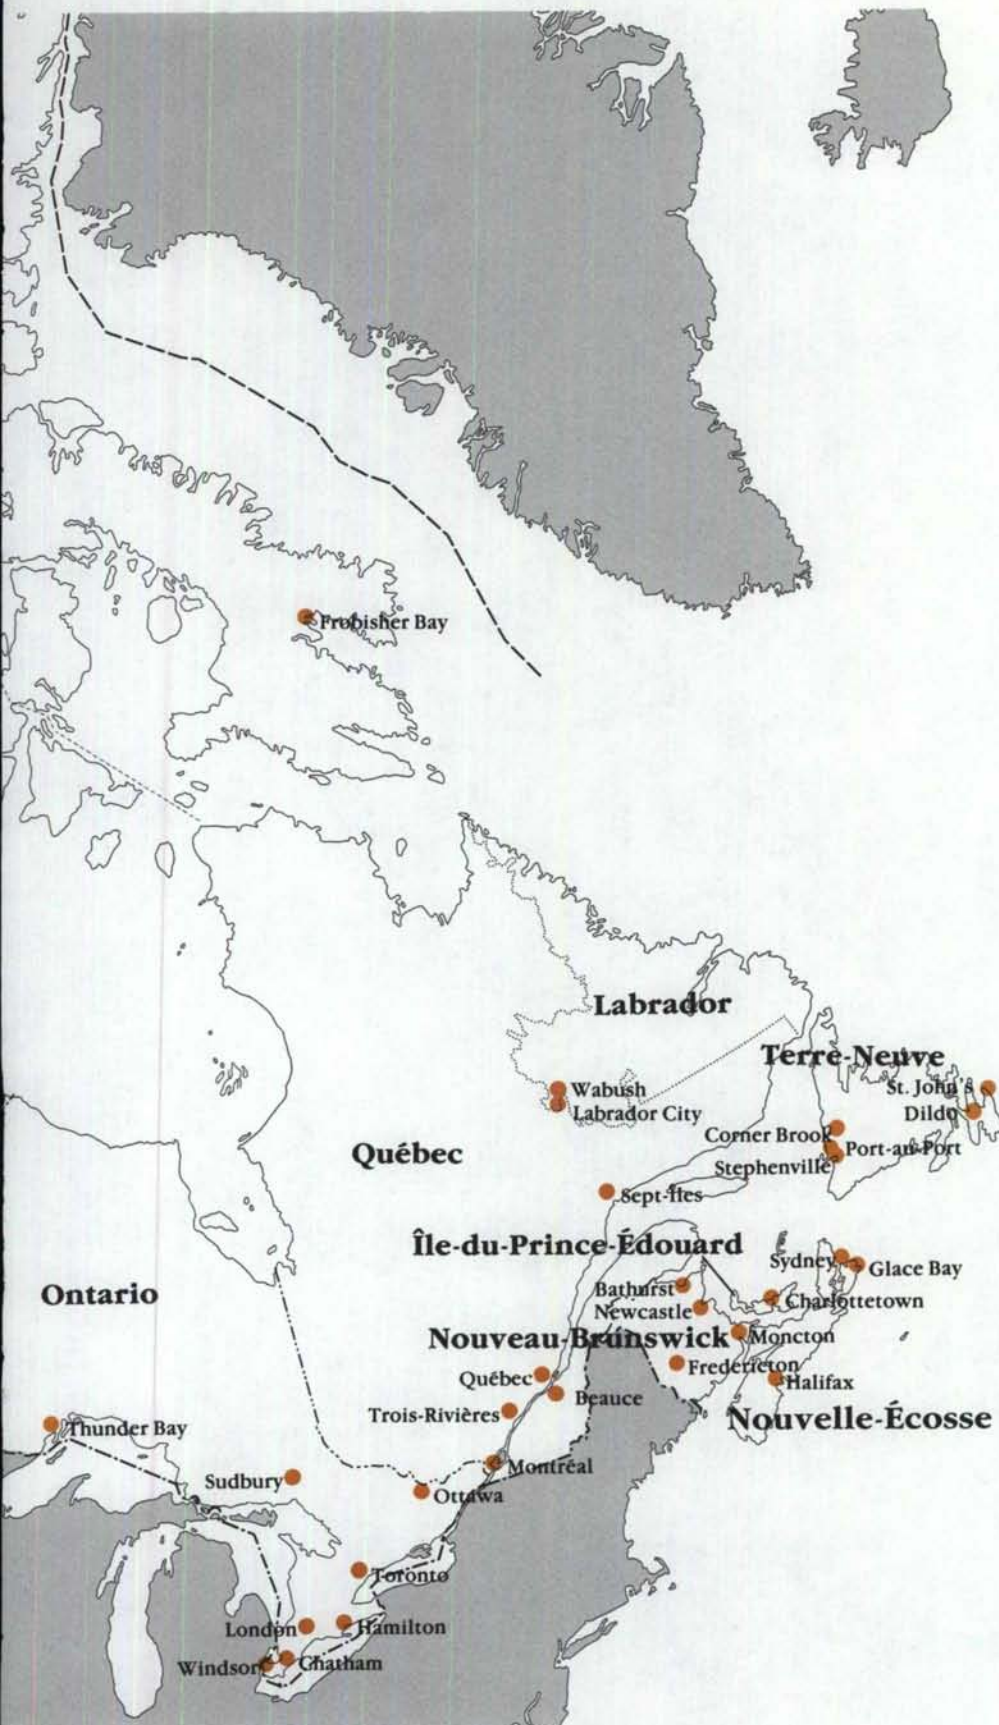 Frobisher Bay
Labrador
Terre-Neuve
Wabush
St. John's
Labrador City
Dildo
Corner Brook
Port-au-Port
Québec
Stephenville
Sept-Îles
Île-du-Prince-Édouard
Sydney
Glace Bay
Ontario
Bathurst
Charlottetown
Newcastle
Nouveau-Brunswick
Moncton
Fredericton
Québec
Halifax
Beauce
Trois-Rivières
Nouvelle-Écosse
Thunder Bay
Montréal
Sudbury
Ottawa
Toronto
London
Hamilton
Windsor
Chatham